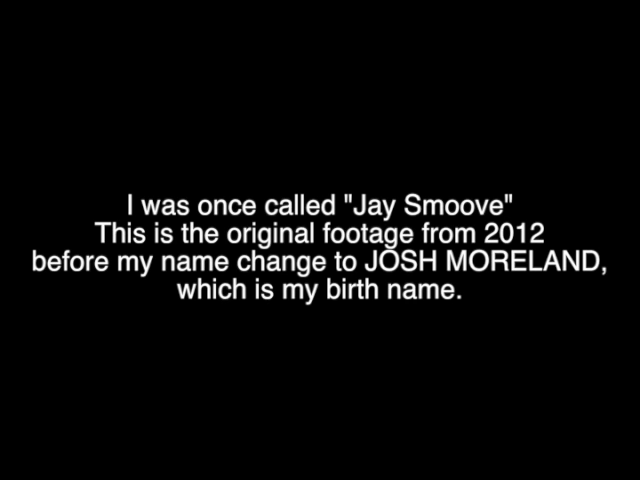 I was once called "Jay Smoove"
This is the original footage from 2012
before my name change to JOSH MORELAND,
which is my birth name.